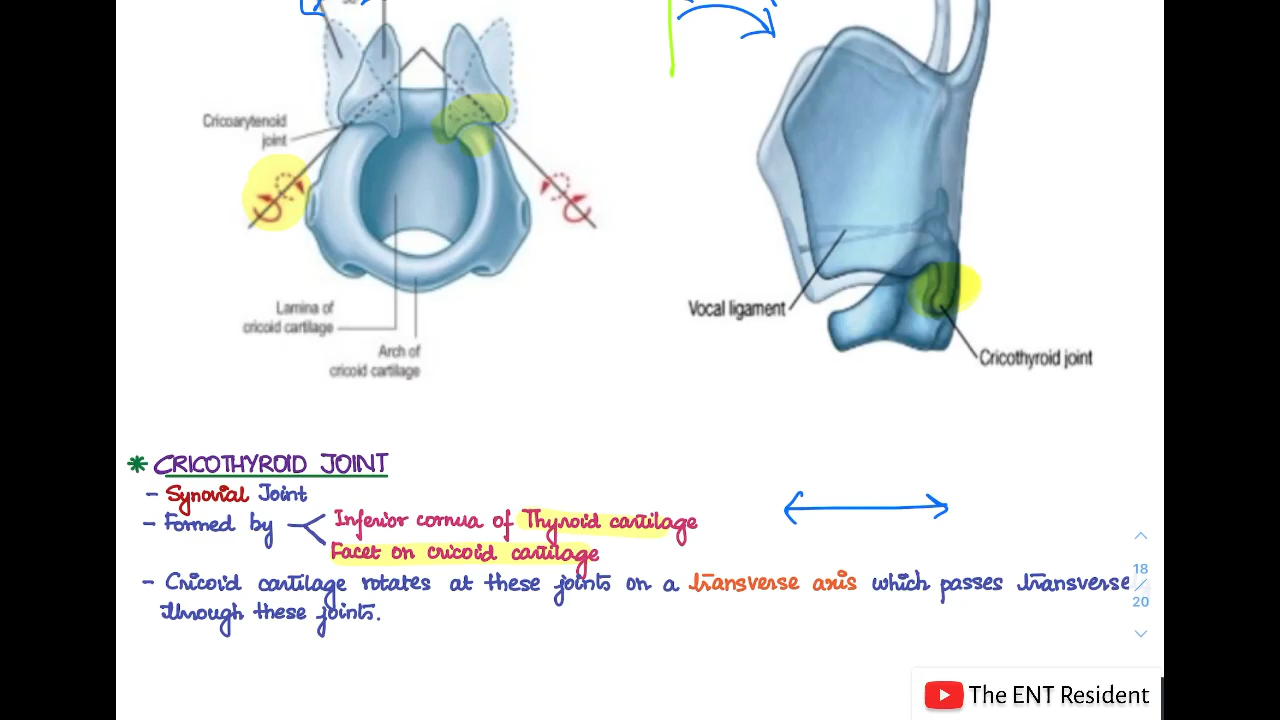 Cricoarytenoid
joint
Lamina of
cricoid cartilage
Arch of
cricoid cartilage
Vocal ligament
Cricothyroid joint
* CRICOTHYROID JOINT
- Synovial Joint
- Formed by Inferior cornua of Thyroid cartilage
Facet on cricoid cartilage
- Cricoid cartilage rotates at these joints on a transverse axis which passes transverse
through these joints.
18
/
20
The ENT Resident